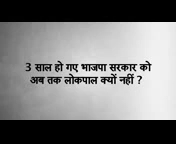 3 साल हो गए भाजपा सरकार को
अब तक लोकपाल क्यों नहीं ?